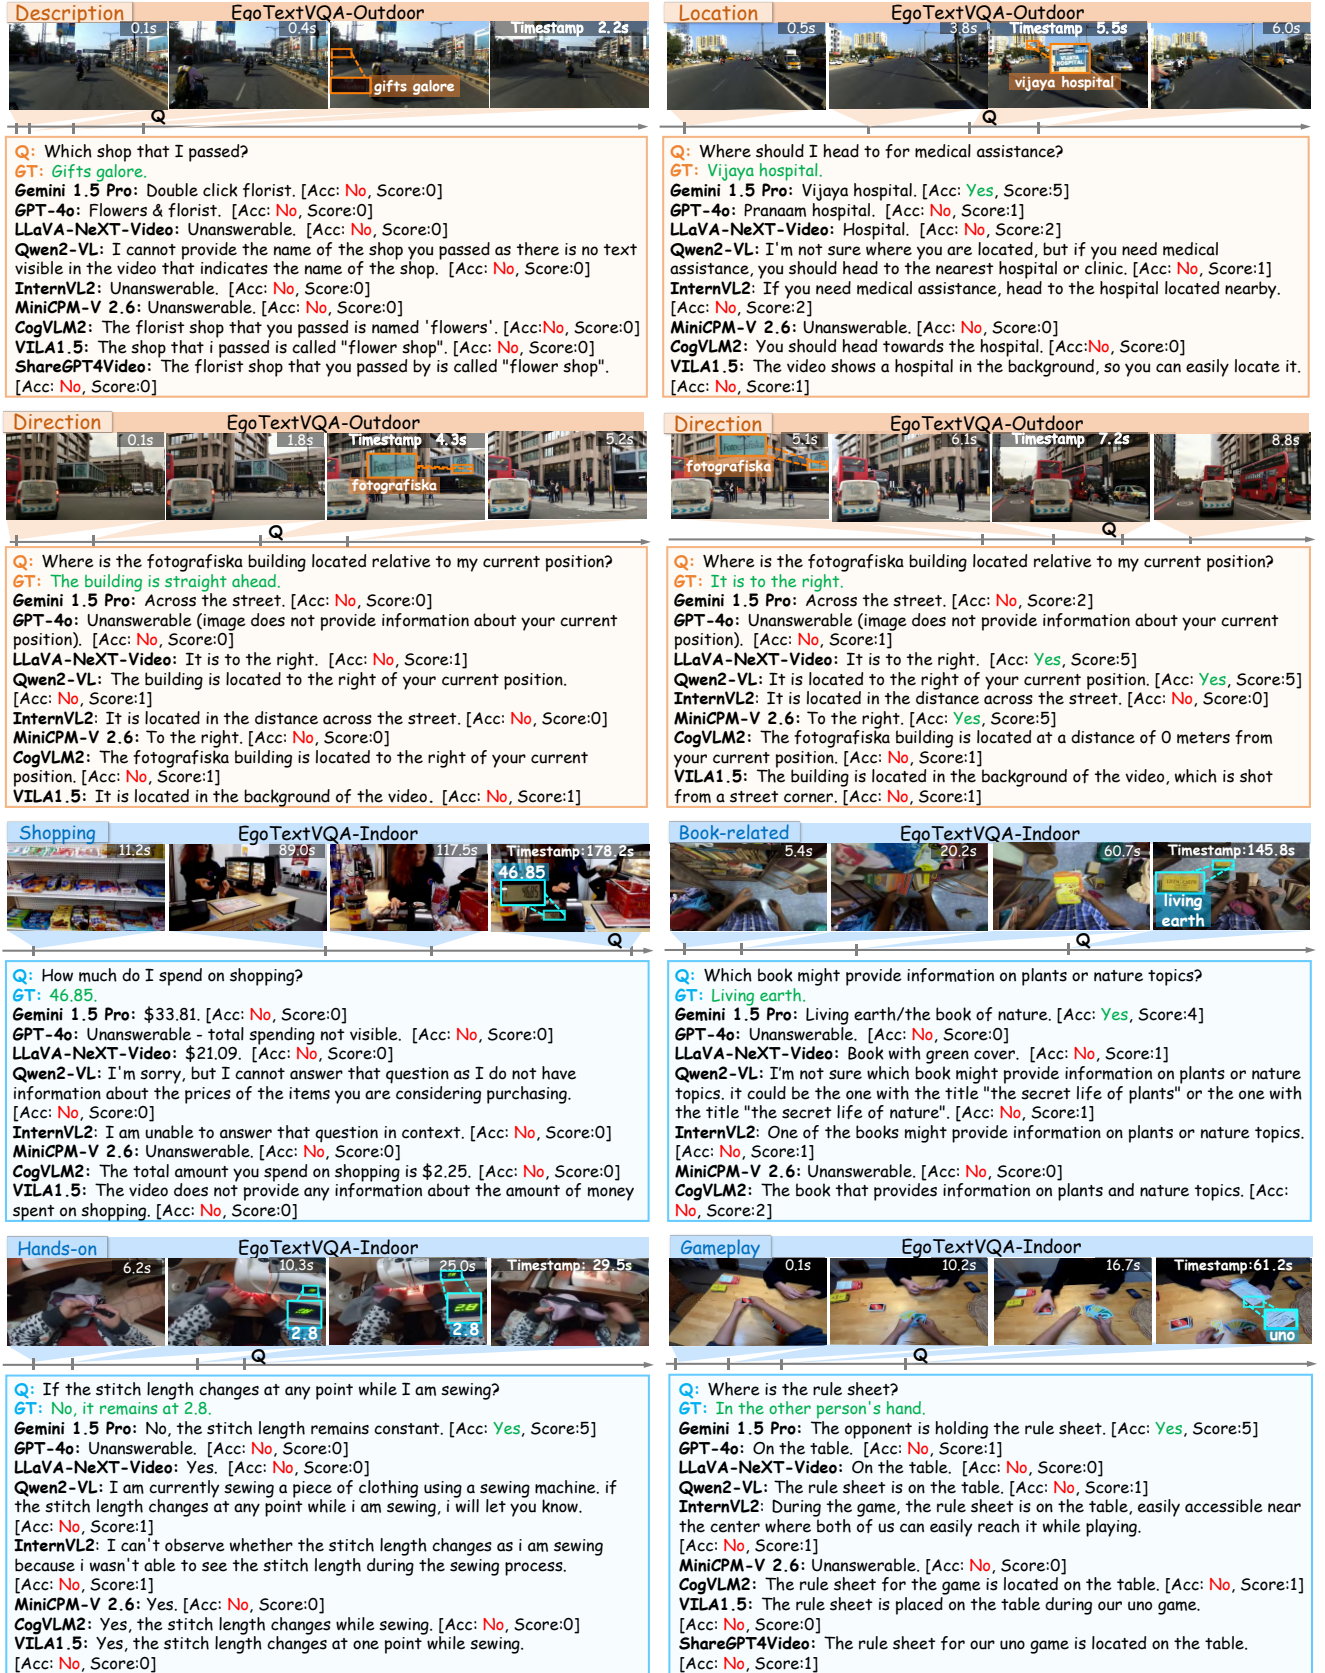 Description EgoTextVQA-Outdoor
0.1s 0.4s Timestamp 2.2s
gifts galore
Q
Q: Which shop that I passed?
GT: Gifts galore.
Gemini 1.5 Pro: Double click florist. [Acc: No, Score:0]
GPT-4o: Flowers & florist. [Acc: No, Score:0]
LLaVA-NeXT-Video: Unanswerable. [Acc: No, Score:0]
Qwen2-VL: I cannot provide the name of the shop you passed as there is no text
visible in the video that indicates the name of the shop. [Acc: No, Score:0]
InternVL2: Unanswerable. [Acc: No, Score:0]
MiniCPM-V 2.6: Unanswerable. [Acc: No, Score:0]
CogVLM2: The florist shop that you passed is named 'flowers'. [Acc:No, Score:0]
VILA1.5: The shop that i passed is called "flower shop". [Acc: No, Score:0]
ShareGPT4Video: The florist shop that you passed by is called "flower shop".
[Acc: No, Score:0]
Location EgoTextVQA-Outdoor
0.5s 3.8s Timestamp 5.5s 6.0s
VIJAYA
HOSPITAL
vijaya hospital
Q
Q: Where should I head to for medical assistance?
GT: Vijaya hospital.
Gemini 1.5 Pro: Vijaya hospital. [Acc: Yes, Score:5]
GPT-4o: Pranaam hospital. [Acc: No, Score:1]
LLaVA-NeXT-Video: Hospital. [Acc: No, Score:2]
Qwen2-VL: I'm not sure where you are located, but if you need medical
assistance, you should head to the nearest hospital or clinic. [Acc: No, Score:1]
InternVL2: If you need medical assistance, head to the hospital located nearby.
[Acc: No, Score:2]
MiniCPM-V 2.6: Unanswerable. [Acc: No, Score:0]
CogVLM2: You should head towards the hospital. [Acc:No, Score:0]
VILA1.5: The video shows a hospital in the background, so you can easily locate it.
[Acc: No, Score:1]
Direction EgoTextVQA-Outdoor
0.1s 1.8s Timestamp 4.3s 5.2s
fotografiska
Q
Q: Where is the fotografiska building located relative to my current position?
GT: The building is straight ahead.
Gemini 1.5 Pro: Across the street. [Acc: No, Score:0]
GPT-4o: Unanswerable (image does not provide information about your current
position). [Acc: No, Score:0]
LLaVA-NeXT-Video: It is to the right. [Acc: No, Score:1]
Qwen2-VL: The building is located to the right of your current position.
[Acc: No, Score:1]
InternVL2: It is located in the distance across the street. [Acc: No, Score:0]
MiniCPM-V 2.6: To the right. [Acc: No, Score:0]
CogVLM2: The fotografiska building is located to the right of your current
position. [Acc: No, Score:1]
VILA1.5: It is located in the background of the video. [Acc: No, Score:1]
Direction EgoTextVQA-Outdoor
5.1s 6.1s Timestamp 7.2s 8.8s
fotografiska
Q
Q: Where is the fotografiska building located relative to my current position?
GT: It is to the right.
Gemini 1.5 Pro: Across the street. [Acc: No, Score:2]
GPT-4o: Unanswerable (image does not provide information about your current
position). [Acc: No, Score:1]
LLaVA-NeXT-Video: It is to the right. [Acc: Yes, Score:5]
Qwen2-VL: It is located to the right of your current position. [Acc: Yes, Score:5]
InternVL2: It is located in the distance across the street. [Acc: No, Score:0]
MiniCPM-V 2.6: To the right. [Acc: Yes, Score:5]
CogVLM2: The fotografiska building is located at a distance of 0 meters from
your current position. [Acc: No, Score:1]
VILA1.5: The building is located in the background of the video, which is shot
from a street corner. [Acc: No, Score:1]
Shopping EgoTextVQA-Indoor
11.2s 89.0s 117.5s Timestamp:178.2s
46.85
Q
Q: How much do I spend on shopping?
GT: 46.85.
Gemini 1.5 Pro: $33.81. [Acc: No, Score:0]
GPT-4o: Unanswerable - total spending not visible. [Acc: No, Score:0]
LLaVA-NeXT-Video: $21.09. [Acc: No, Score:0]
Qwen2-VL: I'm sorry, but I cannot answer that question as I do not have
information about the prices of the items you are considering purchasing.
[Acc: No, Score:0]
InternVL2: I am unable to answer that question in context. [Acc: No, Score:0]
MiniCPM-V 2.6: Unanswerable. [Acc: No, Score:0]
CogVLM2: The total amount you spend on shopping is $2.25. [Acc: No, Score:0]
VILA1.5: The video does not provide any information about the amount of money
spent on shopping. [Acc: No, Score:0]
Book-related EgoTextVQA-Indoor
5.4s 20.2s 60.7s Timestamp:145.8s
LIVING EARTH
living
earth
Q
Q: Which book might provide information on plants or nature topics?
GT: Living earth.
Gemini 1.5 Pro: Living earth/the book of nature. [Acc: Yes, Score:4]
GPT-4o: Unanswerable. [Acc: No, Score:0]
LLaVA-NeXT-Video: Book with green cover. [Acc: No, Score:1]
Qwen2-VL: I'm not sure which book might provide information on plants or nature
topics. it could be the one with the title "the secret life of plants" or the one with
the title "the secret life of nature". [Acc: No, Score:1]
InternVL2: One of the books might provide information on plants or nature topics.
[Acc: No, Score:1]
MiniCPM-V 2.6: Unanswerable. [Acc: No, Score:0]
CogVLM2: The book that provides information on plants and nature topics. [Acc:
No, Score:2]
Hands-on EgoTextVQA-Indoor
6.2s 10.3s 25.0s Timestamp: 29.5s
2.8
2.8
2.8
Q
Q: If the stitch length changes at any point while I am sewing?
GT: No, it remains at 2.8.
Gemini 1.5 Pro: No, the stitch length remains constant. [Acc: Yes, Score:5]
GPT-4o: Unanswerable. [Acc: No, Score:0]
LLaVA-NeXT-Video: Yes. [Acc: No, Score:0]
Qwen2-VL: I am currently sewing a piece of clothing using a sewing machine. if
the stitch length changes at any point while i am sewing, i will let you know.
[Acc: No, Score:1]
InternVL2: I can't observe whether the stitch length changes as i am sewing
because i wasn't able to see the stitch length during the sewing process.
[Acc: No, Score:1]
MiniCPM-V 2.6: Yes. [Acc: No, Score:0]
CogVLM2: Yes, the stitch length changes while sewing. [Acc: No, Score:0]
VILA1.5: Yes, the stitch length changes at one point while sewing.
[Acc: No, Score:0]
Gameplay EgoTextVQA-Indoor
0.1s 10.2s 16.7s Timestamp:61.2s
uno
Q
Q: Where is the rule sheet?
GT: In the other person's hand.
Gemini 1.5 Pro: The opponent is holding the rule sheet. [Acc: Yes, Score:5]
GPT-4o: On the table. [Acc: No, Score:1]
LLaVA-NeXT-Video: On the table. [Acc: No, Score:0]
Qwen2-VL: The rule sheet is on the table. [Acc: No, Score:1]
InternVL2: During the game, the rule sheet is on the table, easily accessible near
the center where both of us can easily reach it while playing.
[Acc: No, Score:1]
MiniCPM-V 2.6: Unanswerable. [Acc: No, Score:0]
CogVLM2: The rule sheet for the game is located on the table. [Acc: No, Score:1]
VILA1.5: The rule sheet is placed on the table during our uno game.
[Acc: No, Score:0]
ShareGPT4Video: The rule sheet for our uno game is located on the table.
[Acc: No, Score:1]